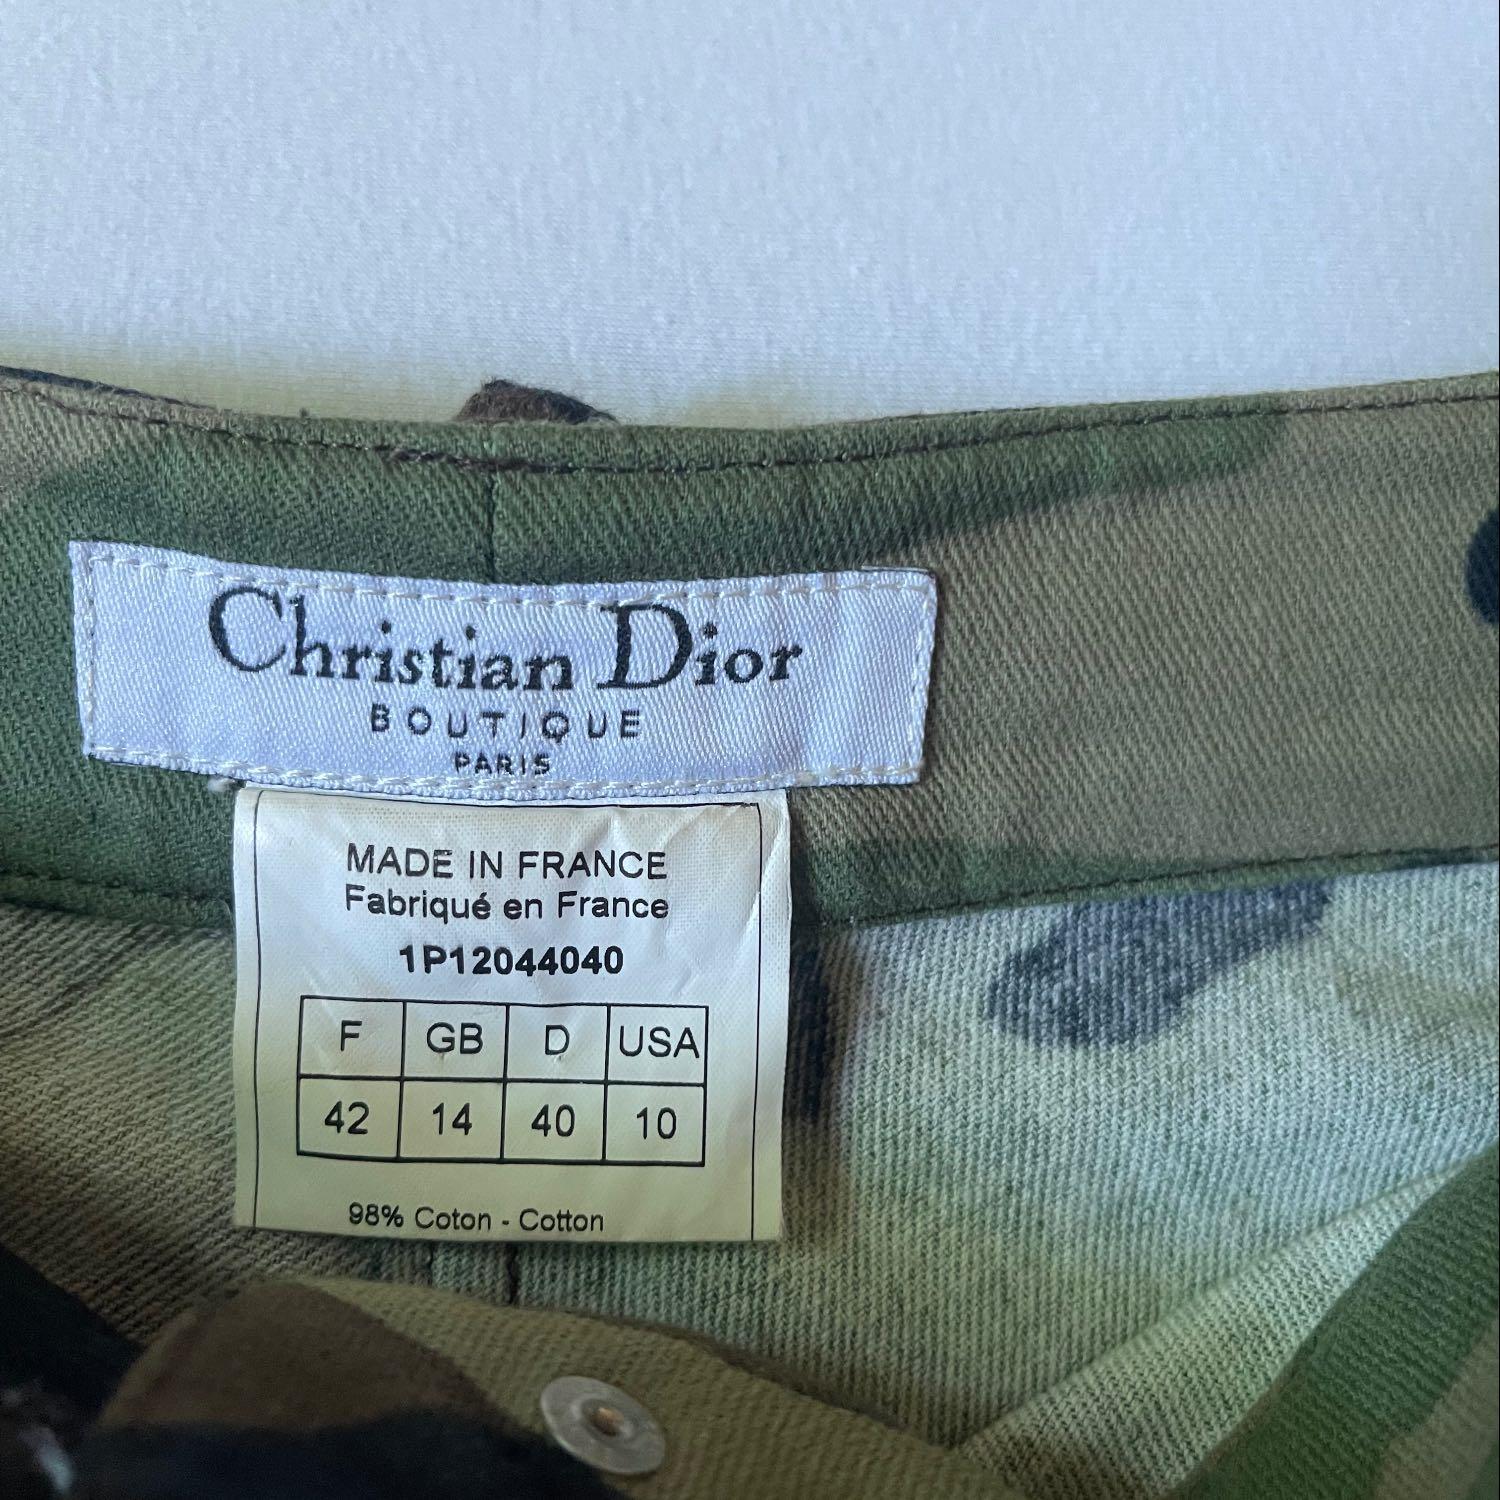 Christian Dior
BOUTIQUE
PARIS
MADE IN FRANCE
Fabriqué en France
1P12044040
F GB D USA
42 14 40 10
98% Coton - Cotton